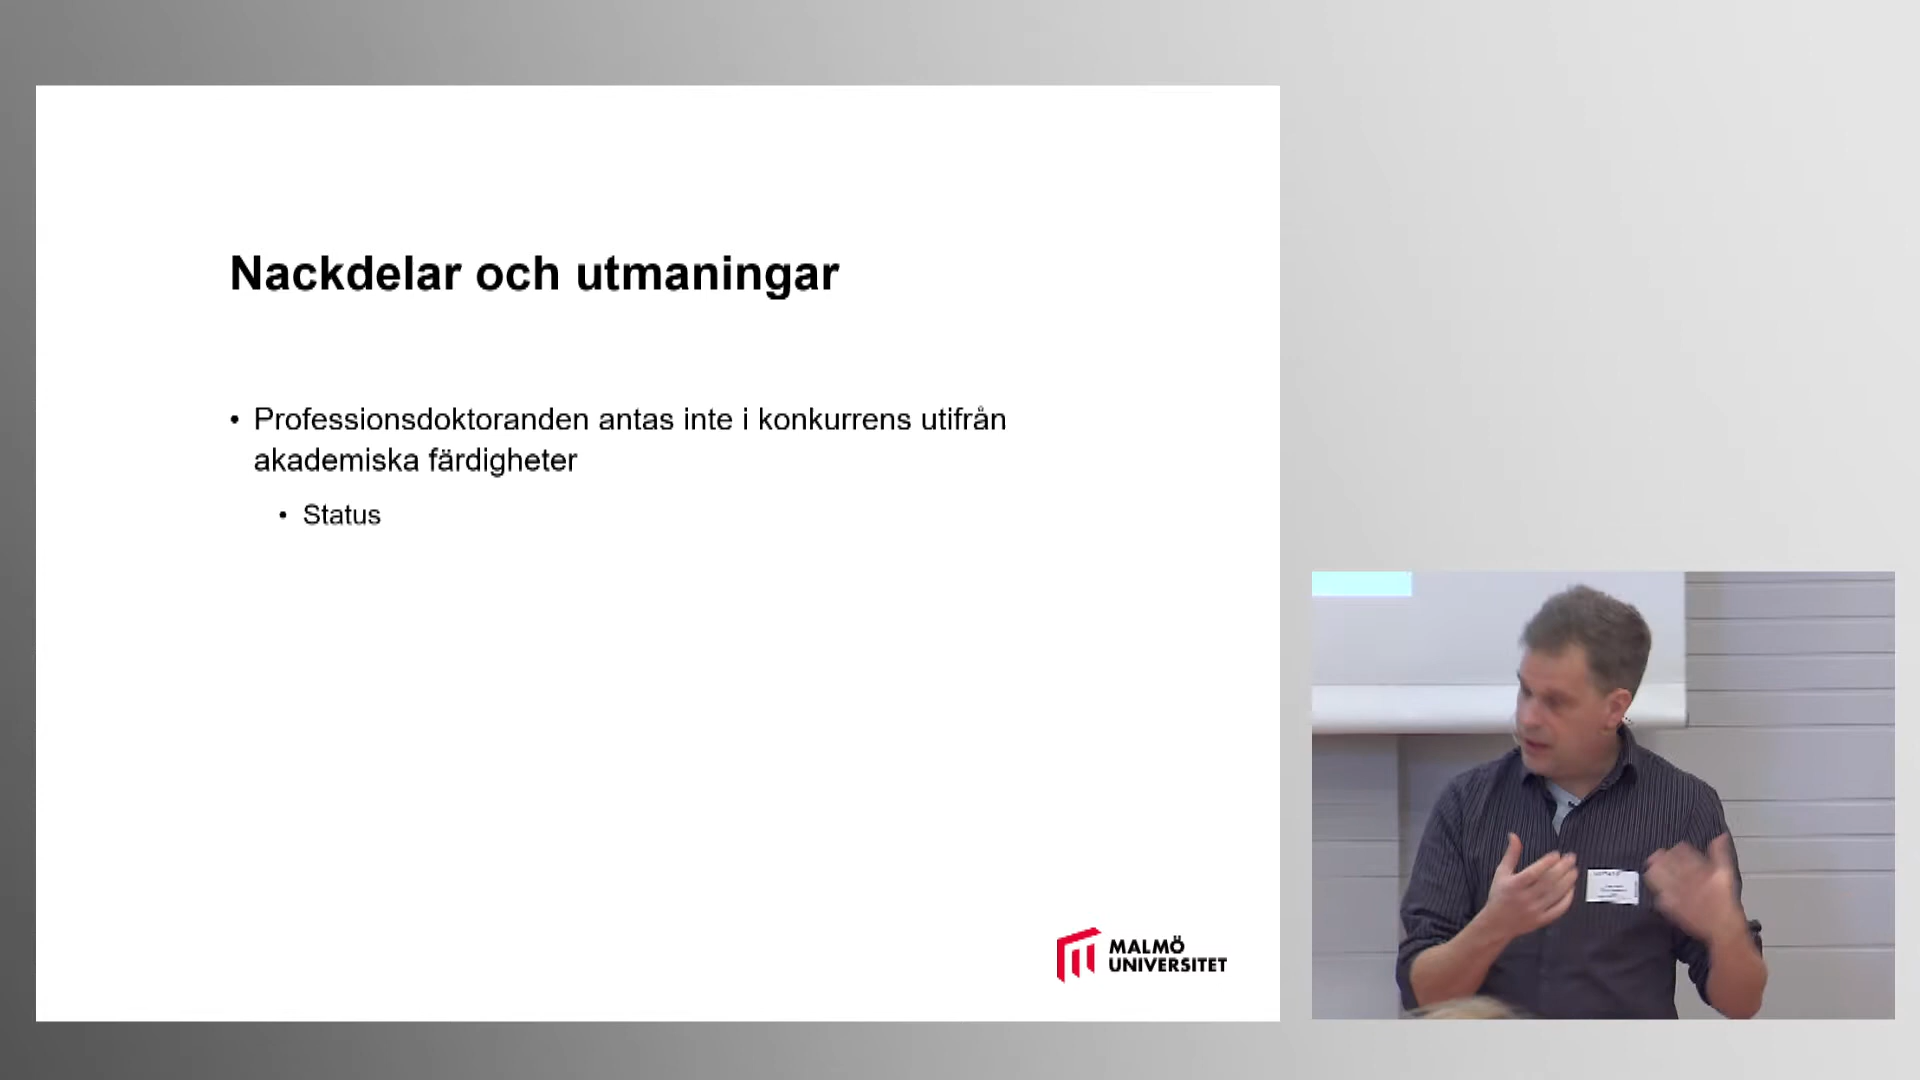 Nackdelar och utmaningar
• Professionsdoktoranden antas inte i konkurrens utifrån
akademiska färdigheter
• Status
MALMÖ
UNIVERSITET